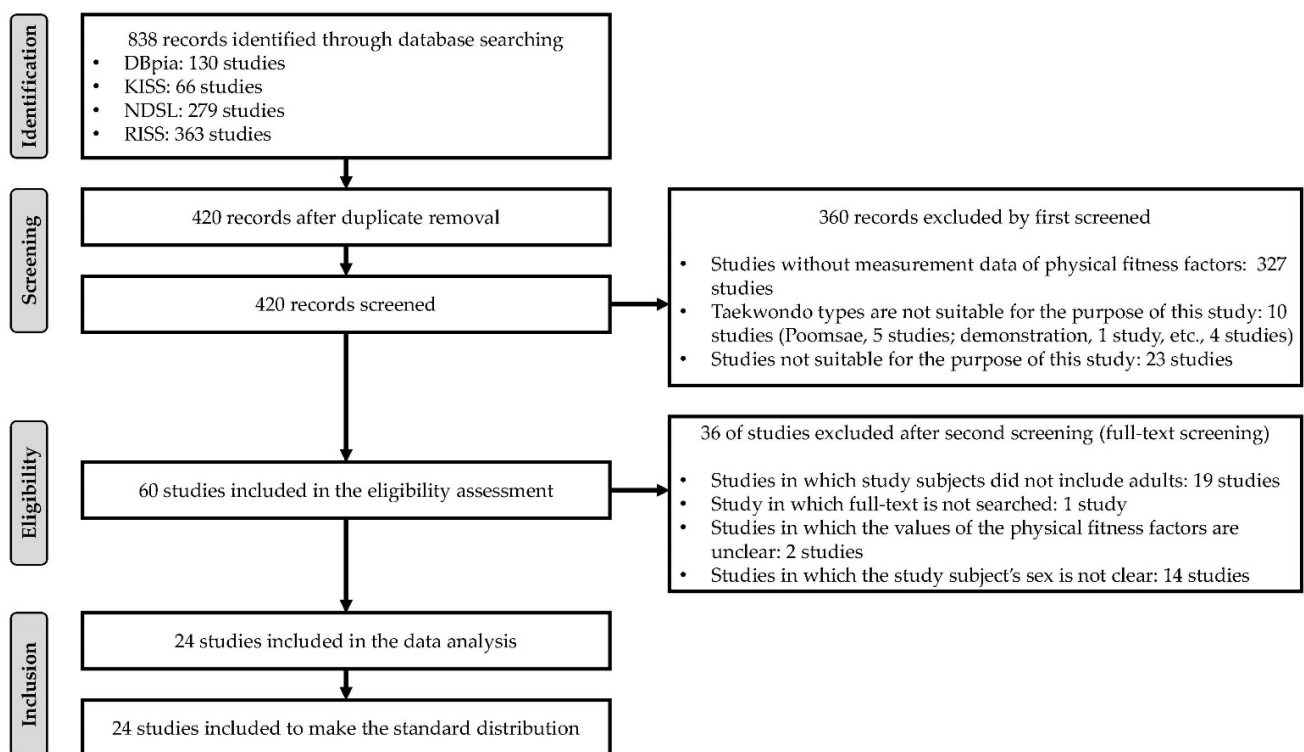 Identification
838 records identified through database searching
• DBpia: 130 studies
• KISS: 66 studies
• NDSL: 279 studies
• RISS: 363 studies
Screening
420 records after duplicate removal
420 records screened
360 records excluded by first screened
• Studies without measurement data of physical fitness factors: 327
studies
• Taekwondo types are not suitable for the purpose of this study: 10
studies (Poomsae, 5 studies; demonstration, 1 study, etc., 4 studies)
• Studies not suitable for the purpose of this study: 23 studies
Eligibility
60 studies included in the eligibility assessment
36 of studies excluded after second screening (full-text screening)
• Studies in which study subjects did not include adults: 19 studies
• Study in which full-text is not searched: 1 study
• Studies in which the values of the physical fitness factors are
unclear: 2 studies
• Studies in which the study subject's sex is not clear: 14 studies
Inclusion
24 studies included in the data analysis
24 studies included to make the standard distribution